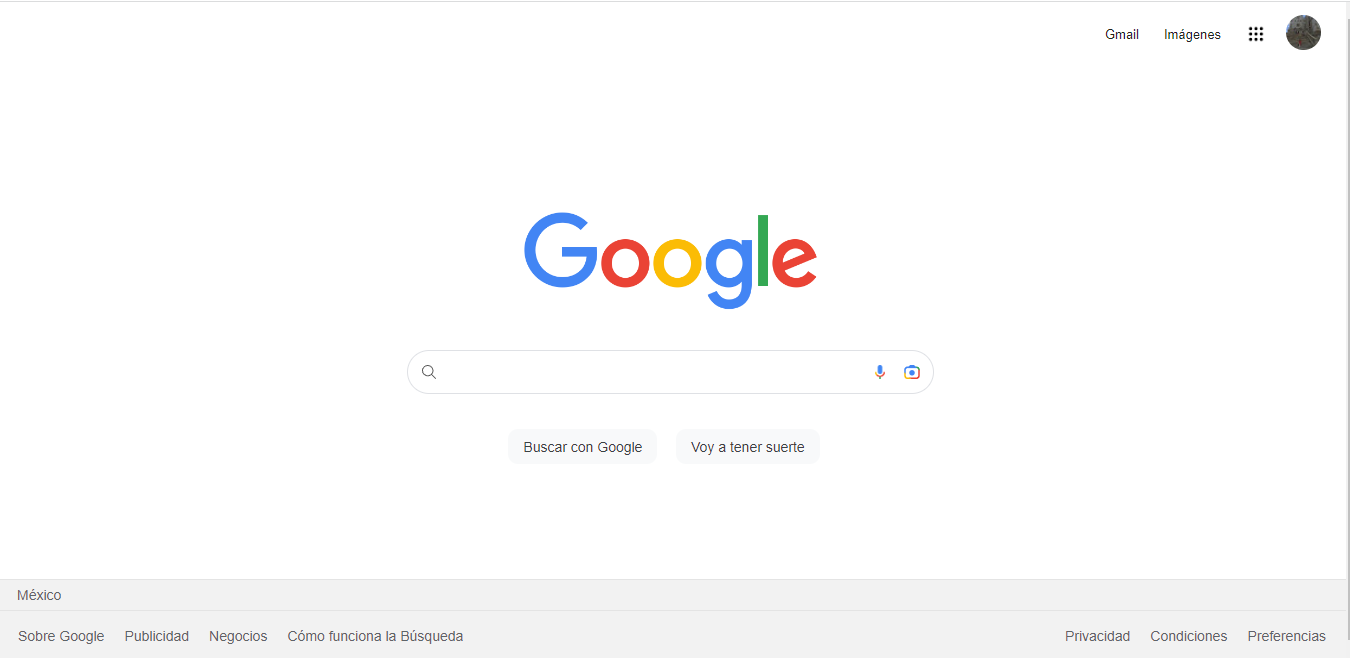 Gmail Imágenes
Google
Buscar con Google Voy a tener suerte
México
Sobre Google Publicidad Negocios Cómo funciona la Búsqueda Privacidad Condiciones Preferencias